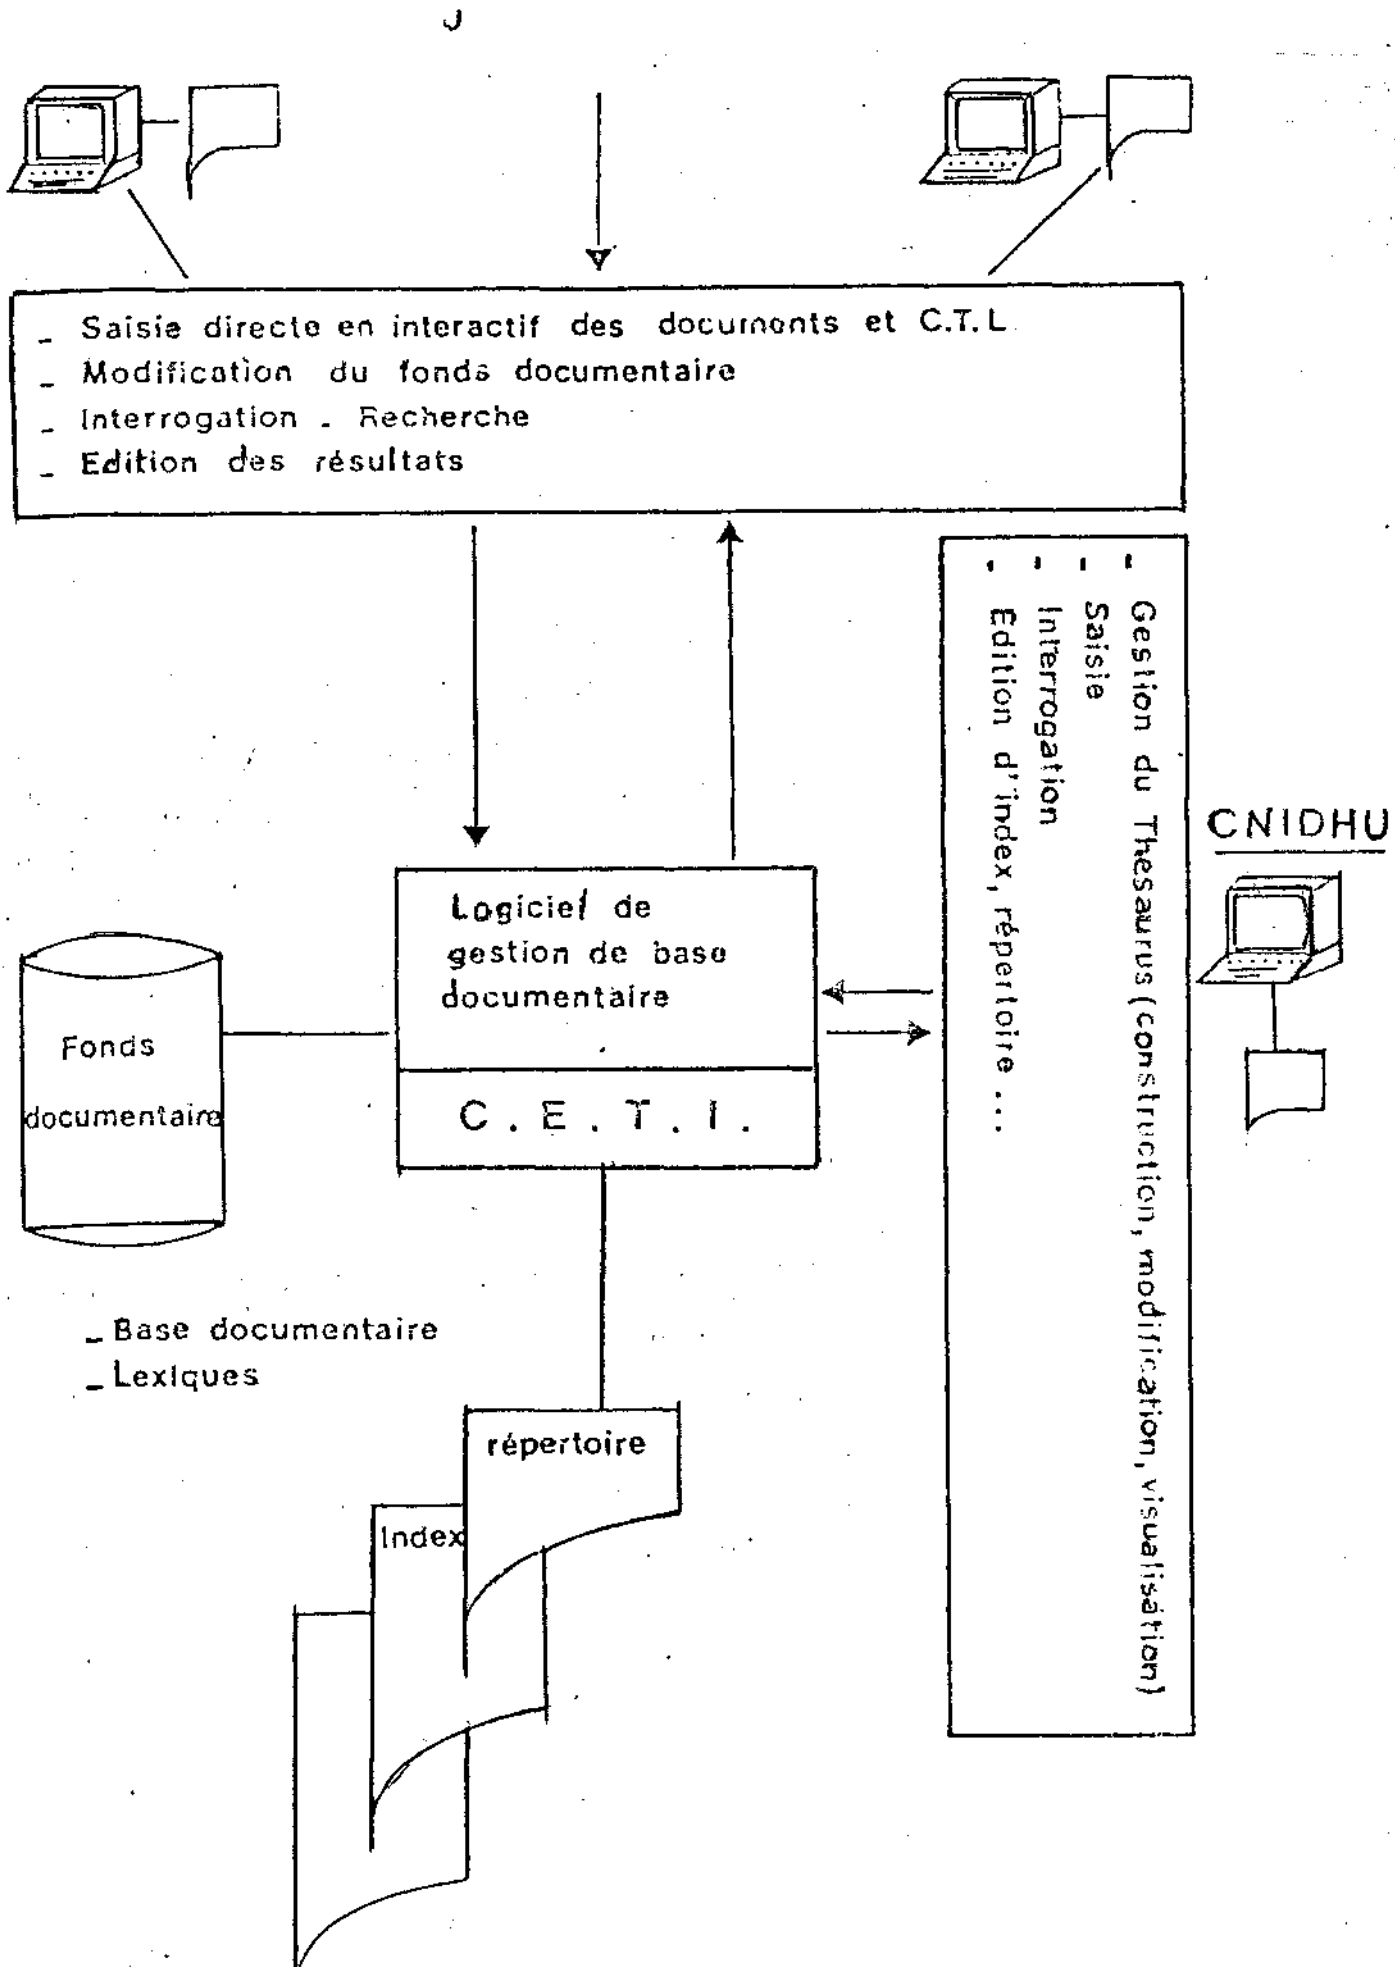 - Saisie directe en interactif des documents et C.T.L.
- Modification du fonds documentaire
- Interrogation - Recherche
- Edition des résultats
- Gestion du Thesaurus (construction, modification, visualisation)
- Saisie
- Interrogation
- Edition d'index, répertoire ...
CNIDHU
Logiciel de
gestion de base
documentaire
C.E.T.I.
Fonds
documentaire
- Base documentaire
- Lexiques
répertoire
Index